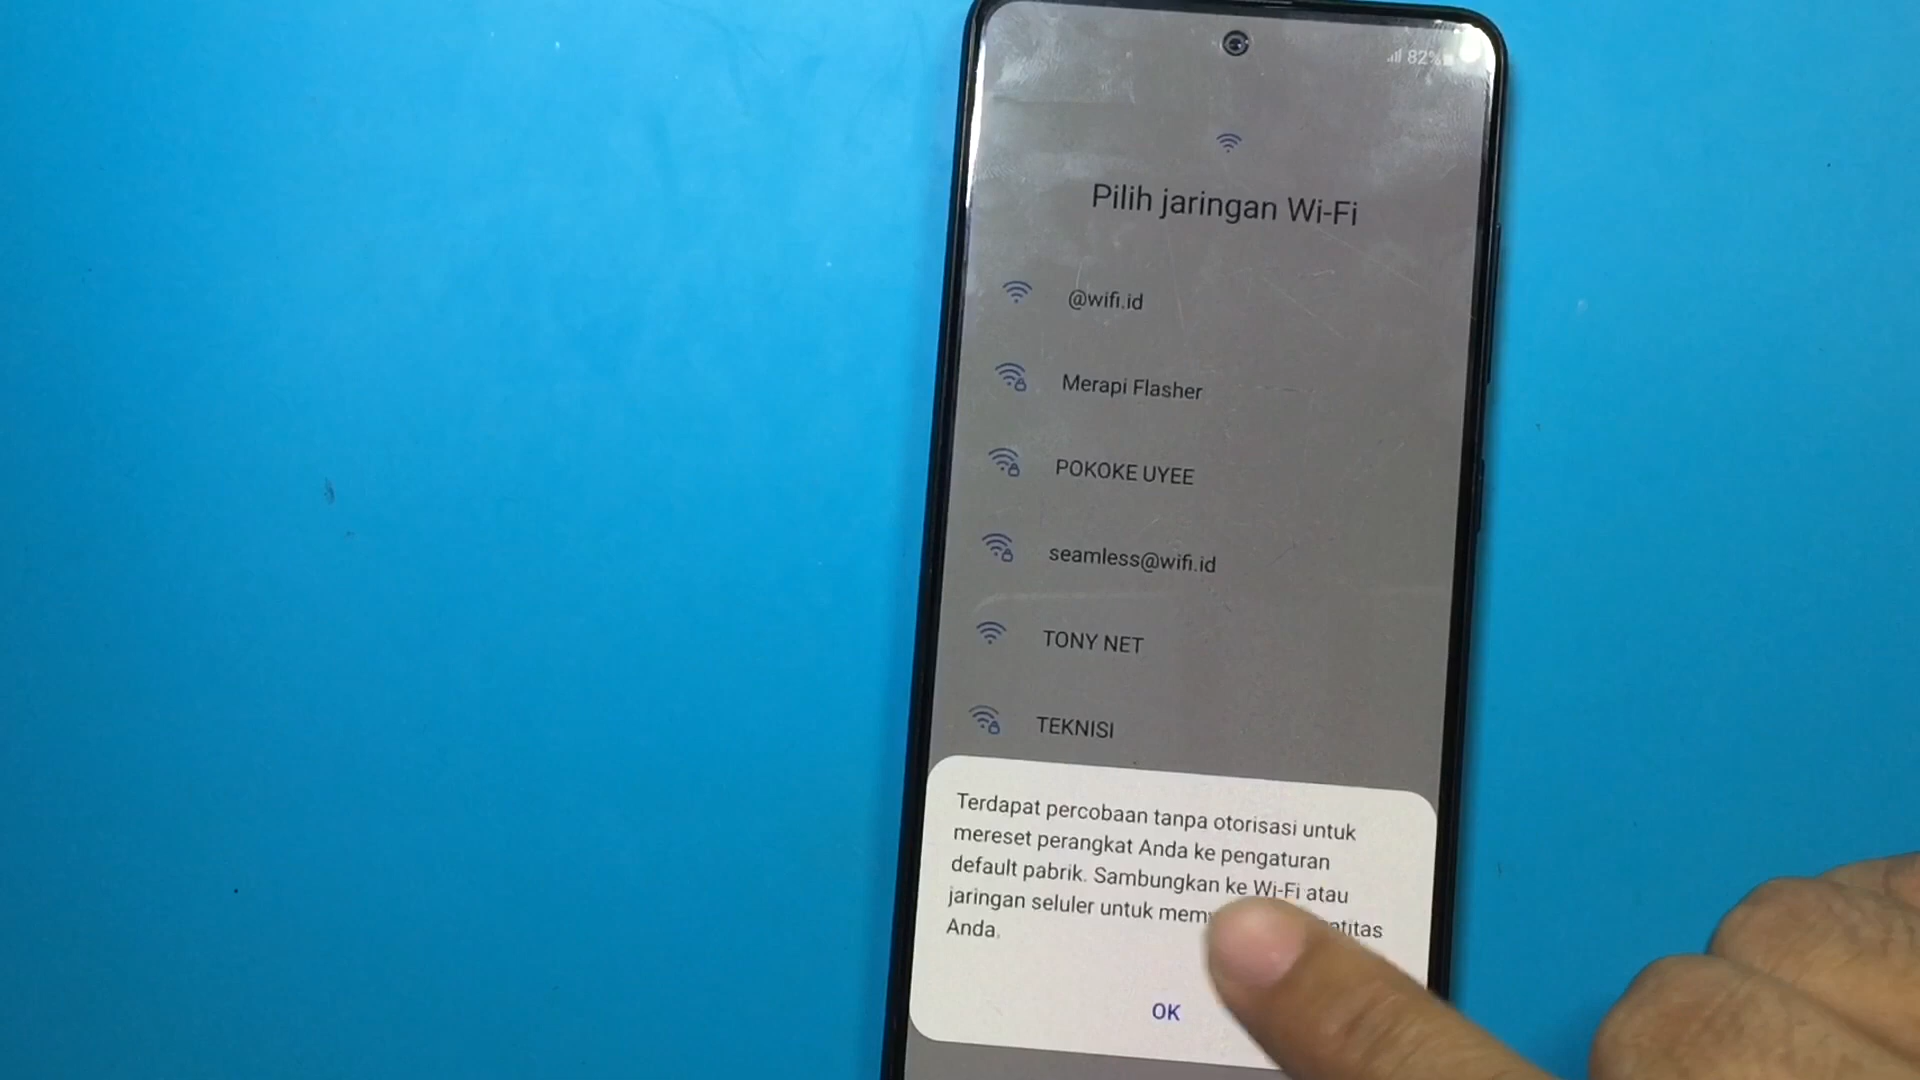 82%
Pilih jaringan Wi-Fi
@wifi.id
Merapi Flasher
POKOKE UYEE
seamless@wifi.id
TONY NET
TEKNISI
Terdapat percobaan tanpa otorisasi untuk
mereset perangkat Anda ke pengaturan
default pabrik. Sambungkan ke Wi-Fi atau
jaringan seluler untuk
Anda.
OK